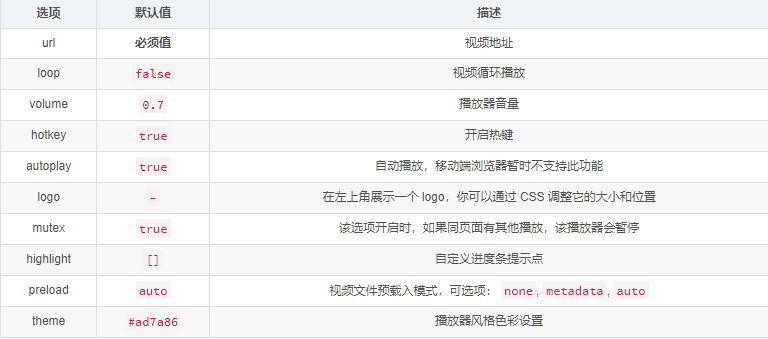 选项 默认值 描述
url 必须值 视频地址
loop false 视频循环播放
volume 0.7 播放器音量
hotkey true 开启热键
autoplay true 自动播放，移动端浏览器暂时不支持此功能
logo – 在左上角展示一个 logo，你可以通过 CSS 调整它的大小和位置
mutex true 该选项开启时，如果同页面有其他播放，该播放器会暂停
highlight [] 自定义进度条提示点
preload auto 视频文件预载入模式，可选项： none , metadata , auto
theme #ad7a86 播放器风格色彩设置